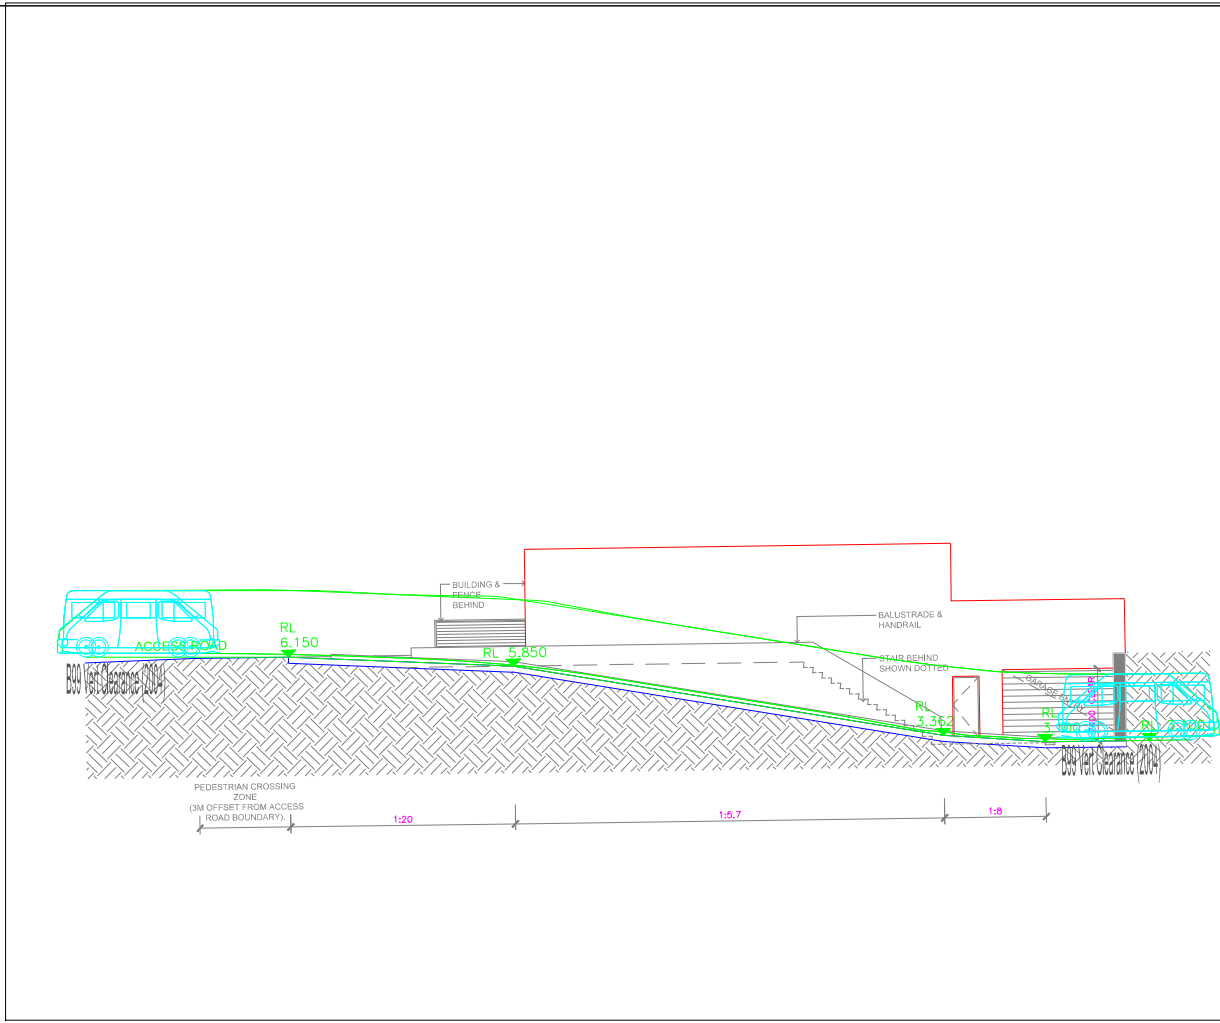 BUILDING &
FENCE
BEHIND
BALUSTRADE &
HANDRAIL
RL
6.150
ACCESS ROAD
RL 5.850
STAIR BEHIND
SHOWN DOTTED
B99 Vert Clearance (2004)
RL
3.362
RL
RL
B99 Vert Clearance (2004)
PEDESTRIAN CROSSING
ZONE
(3M OFFSET FROM ACCESS
ROAD BOUNDARY).
1:20
1:5.7
1:8